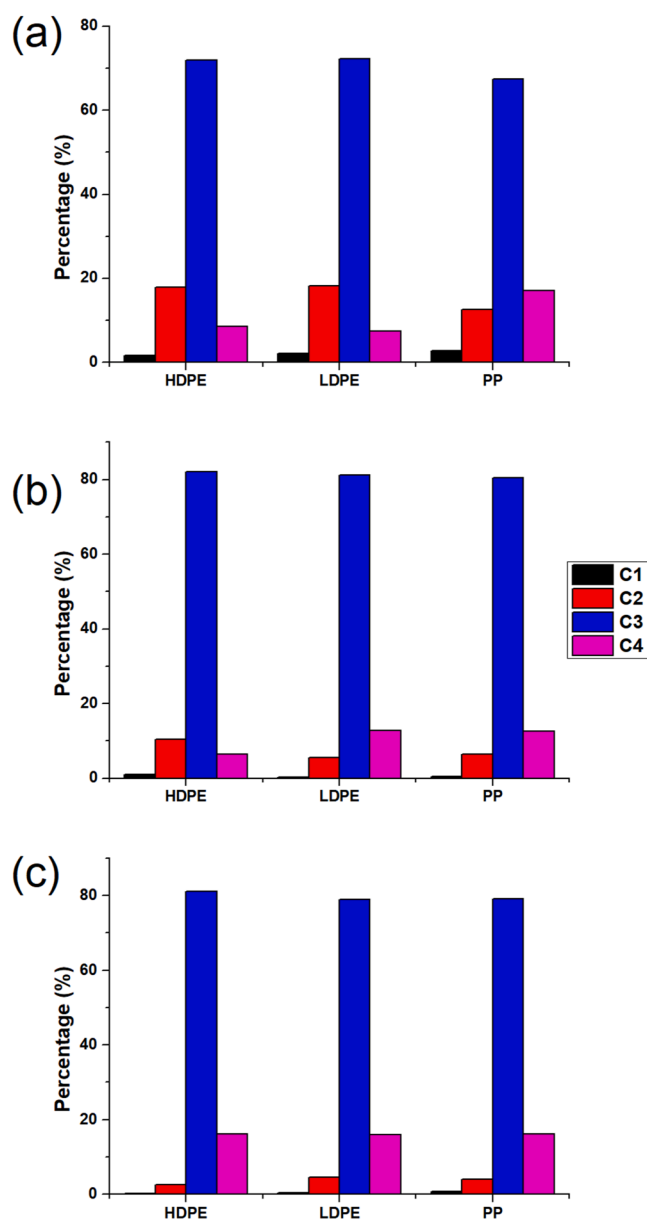 (a)
80
60
40
20
0
Percentage (%)
HDPE LDPE PP
(b)
80
60
40
20
0
Percentage (%)
HDPE LDPE PP
C1
C2
C3
C4
(c)
80
60
40
20
0
Percentage (%)
HDPE LDPE PP